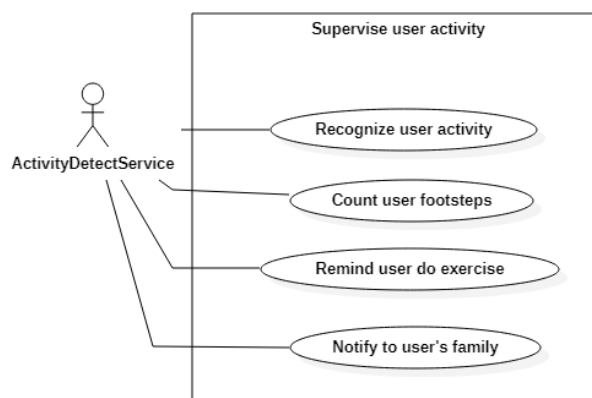 Supervise user activity
Recognize user activity
ActivityDetectService
Count user footsteps
Remind user do exercise
Notify to user's family